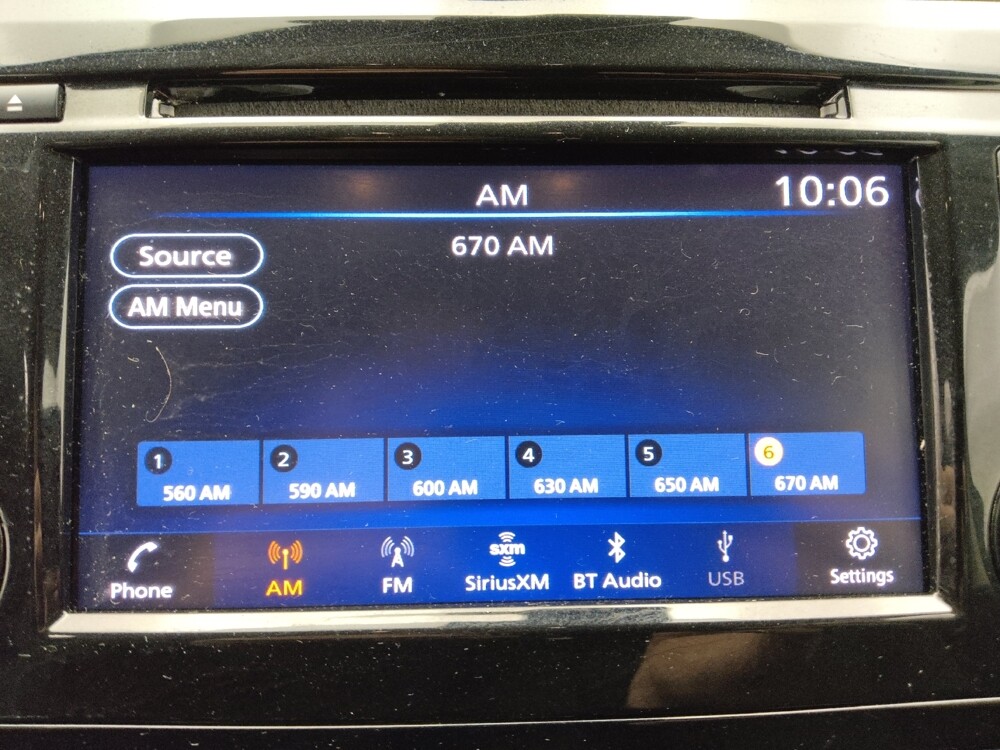 AM
10:06
Source
670 AM
AM Menu
1
2
3
4
5
6
560 AM
590 AM
600 AM
630 AM
650 AM
670 AM
sxm
Phone
AM
FM
SiriusXM
BT Audio
USB
Settings